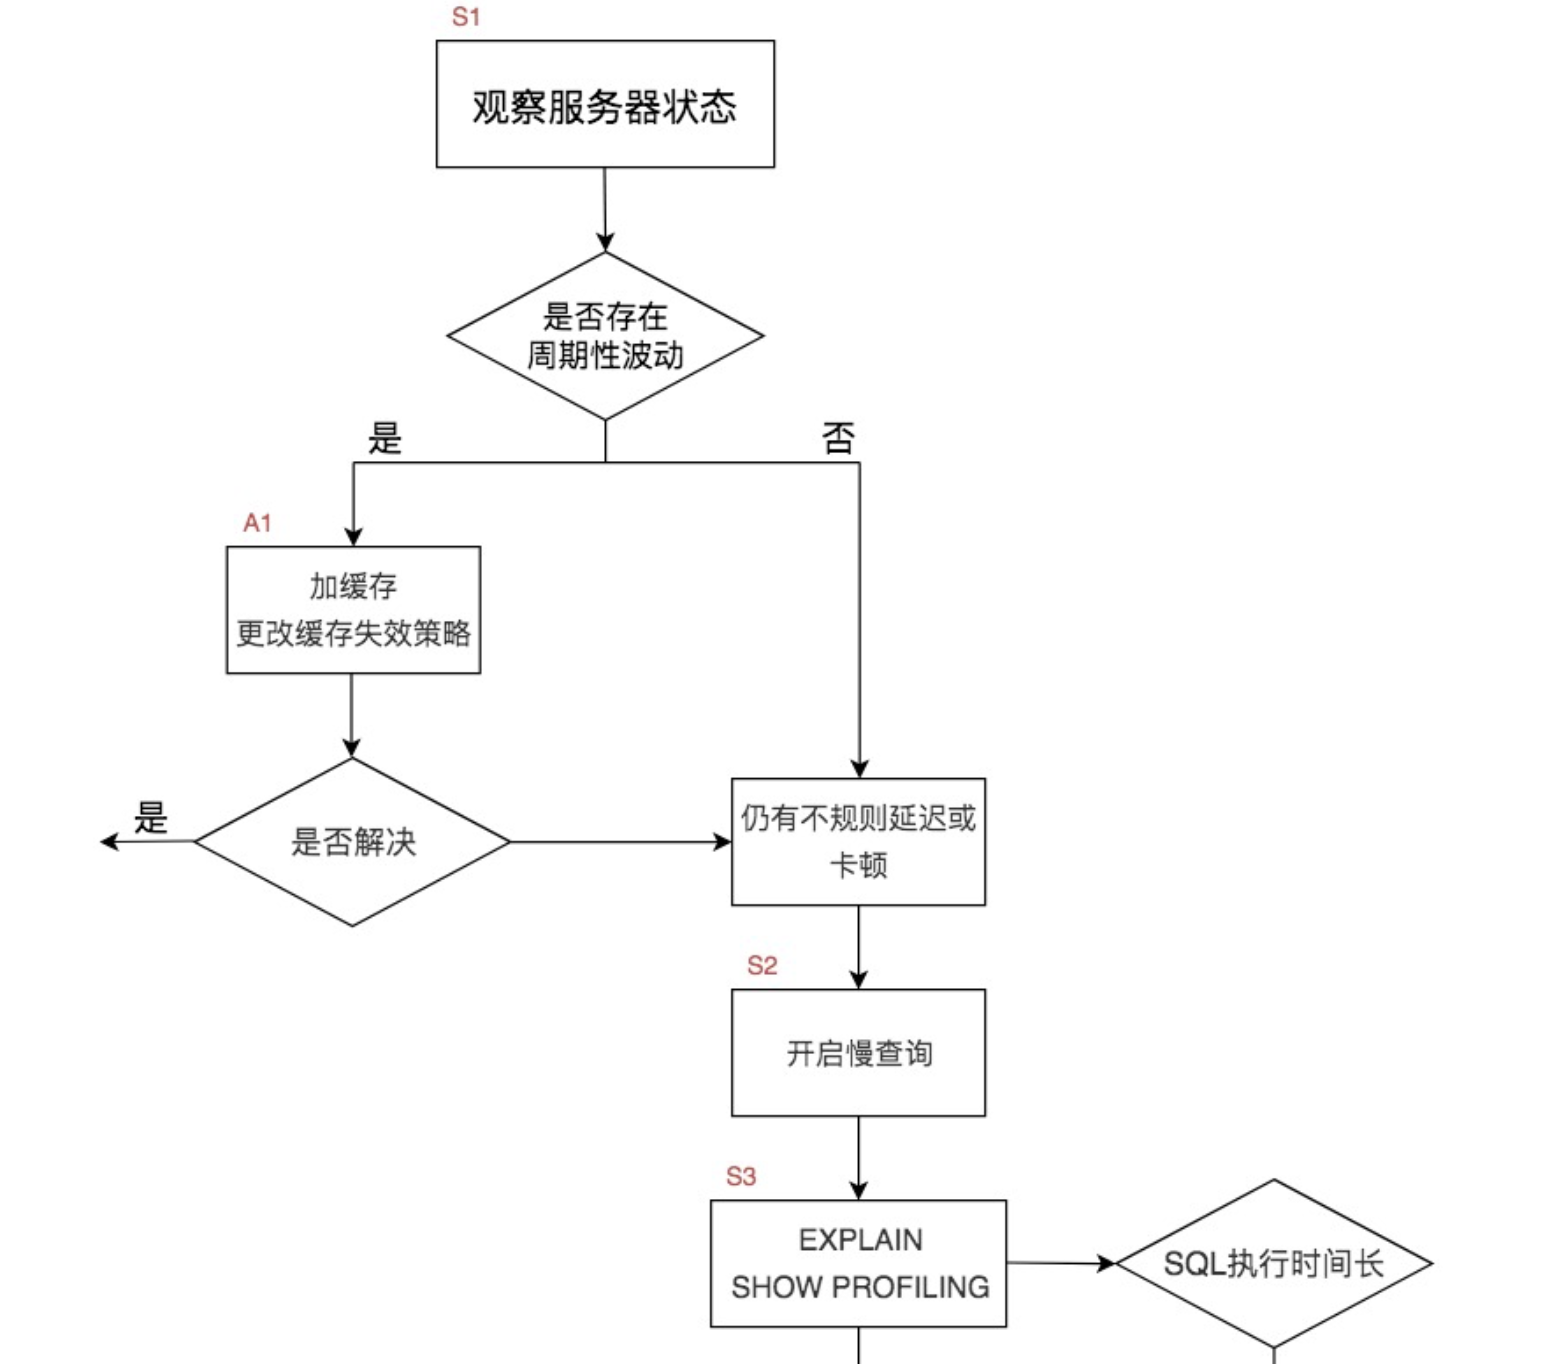 S1
观察服务器状态
是否存在
周期性波动
是
否
A1
加缓存
更改缓存失效策略
是
是否解决
仍有不规则延迟或
卡顿
S2
开启慢查询
S3
EXPLAIN
SHOW PROFILING
SQL执行时间长